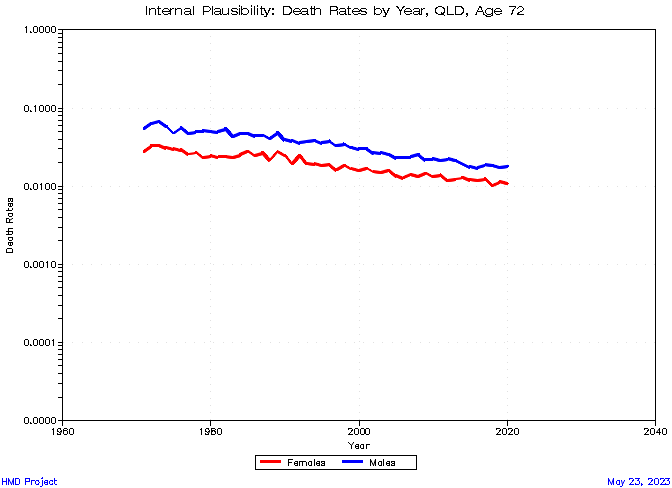 Internal Plausibility: Death Rates by Year, QLD, Age 72
1.0000
0.1000
0.0100
0.0010
0.0001
0.0000
Death Rates
1960
1980
2000
2020
2040
Year
Females Males
HMD Project
May 23, 2023